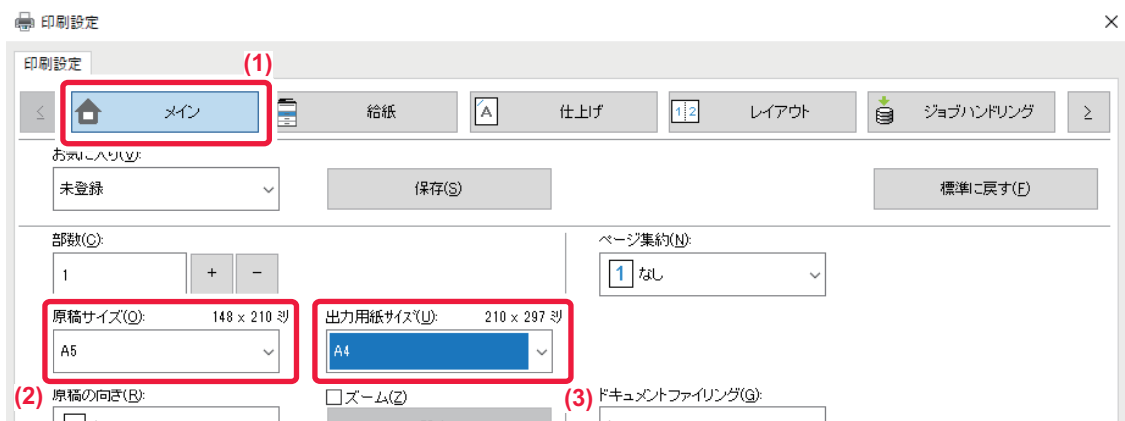 印刷設定
印刷設定
(1)
メイン
給紙
仕上げ
レイアウト
ジョブハンドリング
お気に入り(V):
未登録
保存(S)
標準に戻す(F)
部数(C):
ページ集約(N):
1
+
-
1 なし
原稿サイズ(O): 148 x 210 ミリ
出力用紙サイズ(U): 210 x 297 ミリ
A5
A4
(2)
原稿の向き(R):
ズーム(Z)
(3)
ドキュメントファイリング(G):